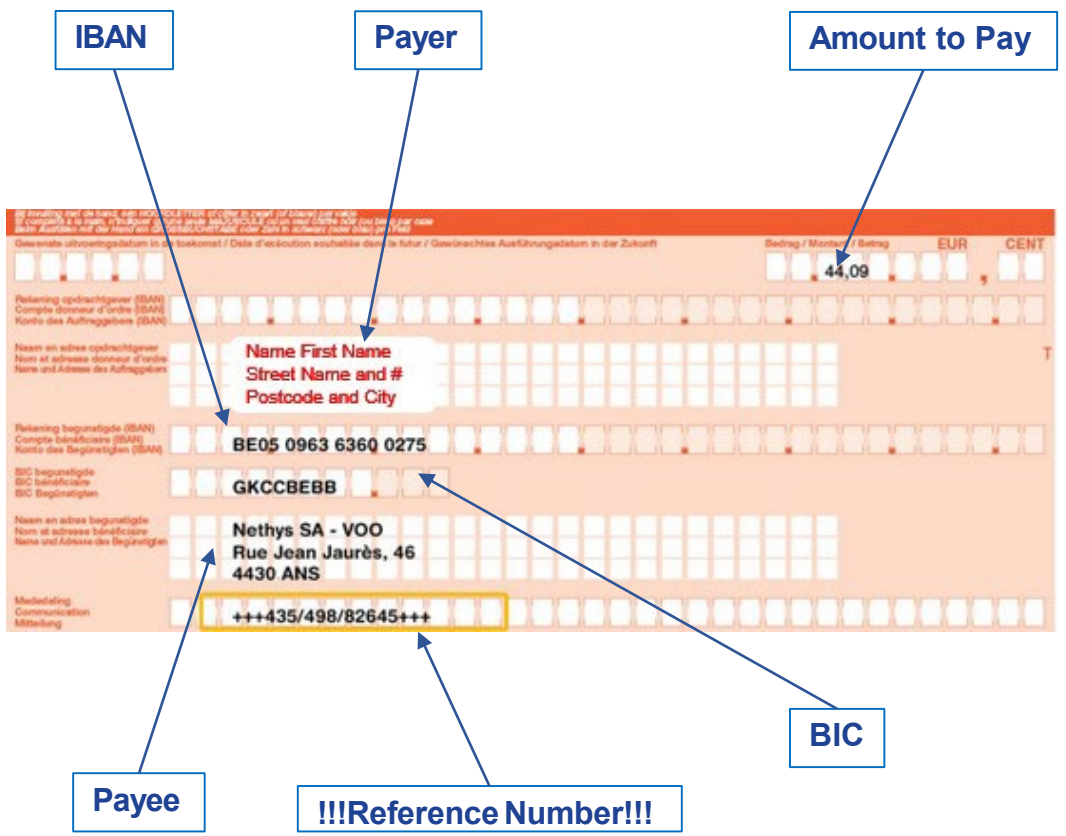 IBAN
Payer
Amount to Pay
Gewenste uitvoeringsdatum in de toekomst / Date d'exécution souhaitée dans le futur / Gewünschtes Ausführungsdatum in der Zukunft
Bedrag / Montant / Betrag EUR CENT
44,09
Rekening opdrachtgever (IBAN)
Compte donneur d'ordre (IBAN)
Konto des Auftraggebers (IBAN)
Naam en adres opdrachtgever
Nom et adresse donneur d'ordre
Name und Adresse des Auftraggebers
Name First Name
Street Name and #
Postcode and City
T
Rekening begunstigde (IBAN)
Compte bénéficiaire (IBAN)
Konto des Begünstigten (IBAN)
BE05 0963 6360 0275
BIC begunstigde
BIC bénéficiaire
BIC Begünstigten
GKCCBEBB
Naam en adres begunstigde
Nom et adresse bénéficiaire
Name und Adresse des Begünstigten
Nethys SA - VOO
Rue Jean Jaurès, 46
4430 ANS
Mededeling
Communication
Mitteilung
+++435/498/82645+++
BIC
Payee
!!!Reference Number!!!